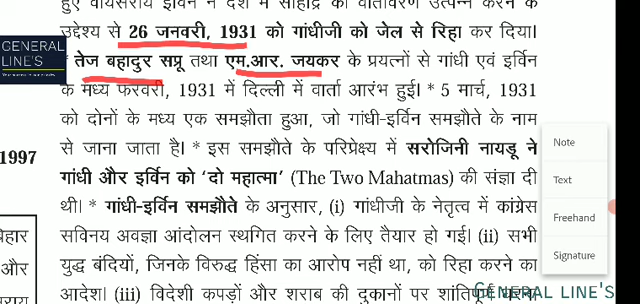 हुए वायसराय इर्विन ने देश में सौहार्द का वातावरण उत्पन्न करने के
उद्देश्य से 26 जनवरी, 1931 को गांधीजी को जेल से रिहा कर दिया।
GENERAL
LINE'S
* तेज बहादुर सप्रू तथा एम.आर. जयकर के प्रयत्नों से गांधी एवं इर्विन
के मध्य फरवरी, 1931 में दिल्ली में वार्ता आरंभ हुई। * 5 मार्च, 1931
को दोनों के मध्य एक समझौता हुआ, जो गांधी-इर्विन समझौते के नाम
से जाना जाता है। * इस समझौते के परिप्रेक्ष्य में सरोजिनी नायडू ने
1997
गांधी और इर्विन को ‘दो महात्मा’ (The Two Mahatmas) की संज्ञा दी
थी। * गांधी-इर्विन समझौते के अनुसार, (i) गांधीजी के नेतृत्व में कांग्रेस
सविनय अवज्ञा आंदोलन स्थगित करने के लिए तैयार हो गई। (ii) सभी
युद्ध बंदियों, जिनके विरुद्ध हिंसा का आरोप नहीं था, को रिहा करने का
आदेश। (iii) विदेशी कपड़ों और शराब की दुकानों पर शांतिपूर्ण धरना
बिहार
और
Note
Text
Freehand
Signature
GENERAL LINE'S